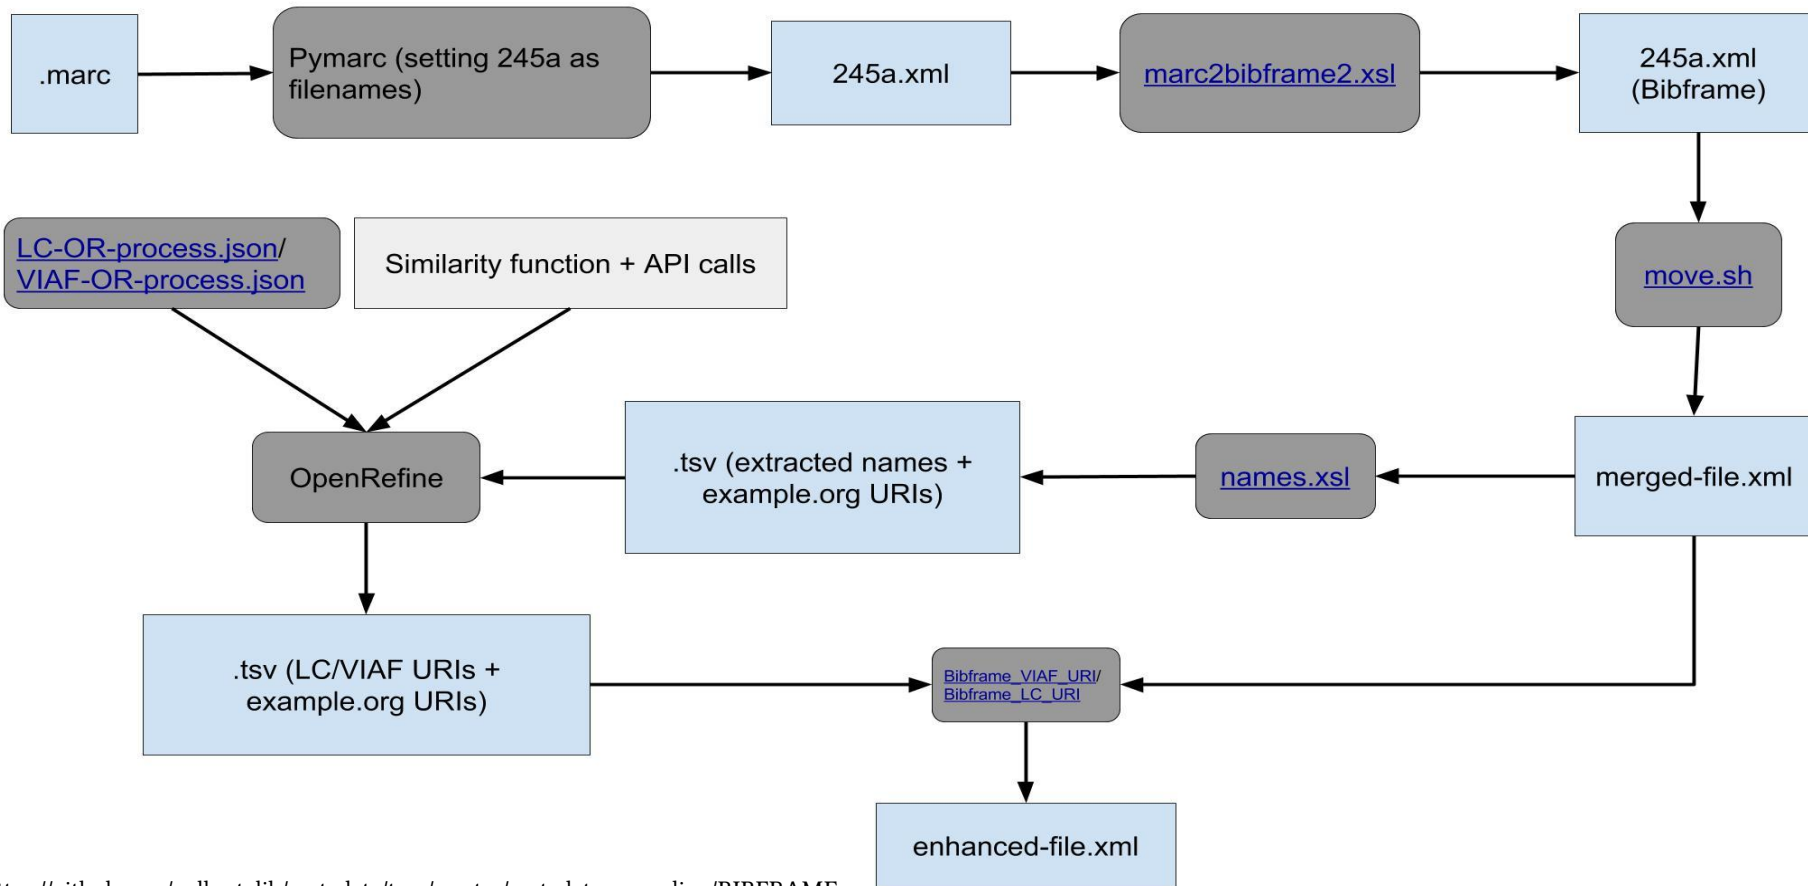 .marc
Pymarc (setting 245a as
filenames)
245a.xml
marc2bibframe2.xsl
245a.xml
(Bibframe)
LC-OR-process.json/
VIAF-OR-process.json
Similarity function + API calls
move.sh
OpenRefine
.tsv (extracted names +
example.org URIs)
names.xsl
merged-file.xml
.tsv (LC/VIAF URIs +
example.org URIs)
Bibframe_VIAF_URI/
Bibframe_LC_URI
enhanced-file.xml